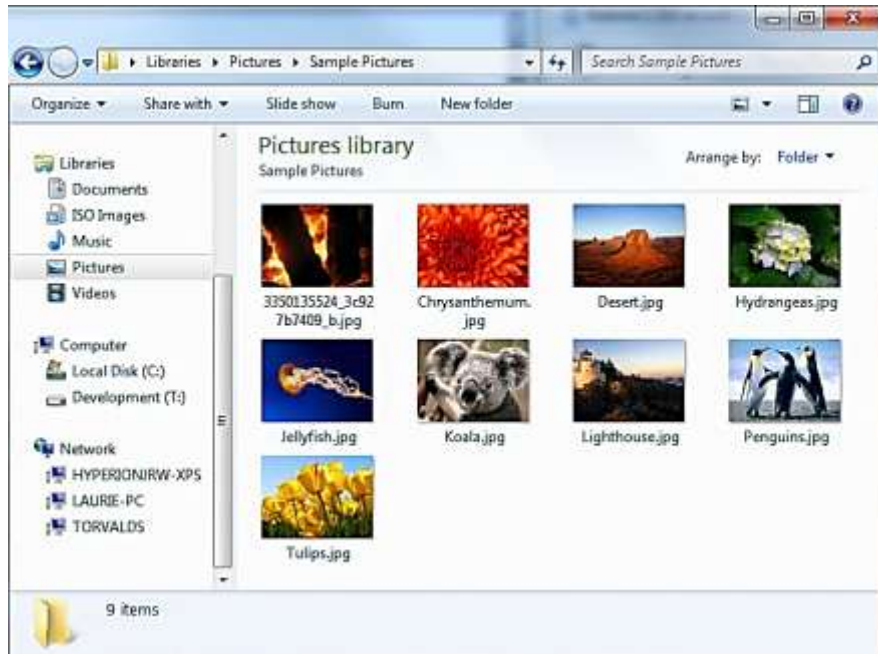 Libraries ▸ Pictures ▸ Sample Pictures
Search Sample Pictures
Organize Share with Slide show Burn New folder
Libraries
Documents
ISO Images
Music
Pictures
Videos
Computer
Local Disk (C:)
Development (T:)
Network
HYPERIONJRW-XPS
LAURIE-PC
TORVALDS
Pictures library
Sample Pictures
Arrange by: Folder
3350135524_3c92
7b7409_b.jpg
Chrysanthemum.
jpg
Desert.jpg
Hydrangeas.jpg
Jellyfish.jpg
Koala.jpg
Lighthouse.jpg
Penguins.jpg
Tulips.jpg
9 items